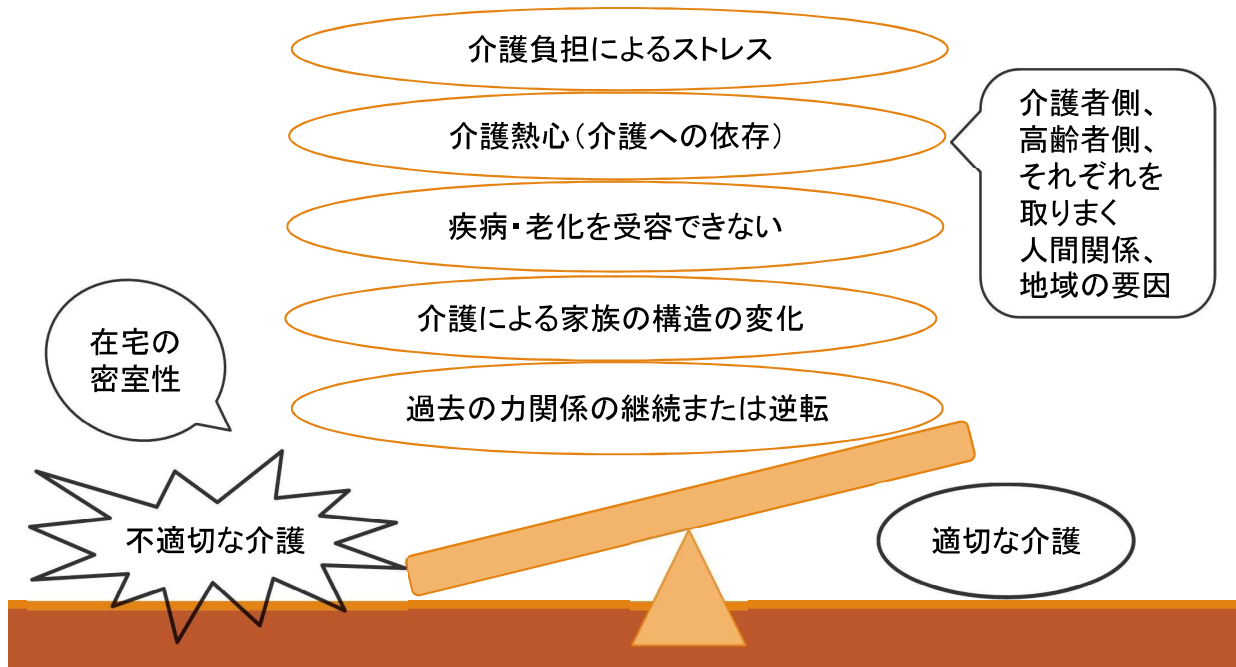 介護負担によるストレス
介護熱心（介護への依存）
疾病・老化を受容できない
介護による家族の構造の変化
過去の力関係の継続または逆転
介護者側、
高齢者側、
それぞれを
取りまく
人間関係、
地域の要因
在宅の
密室性
不適切な介護
適切な介護